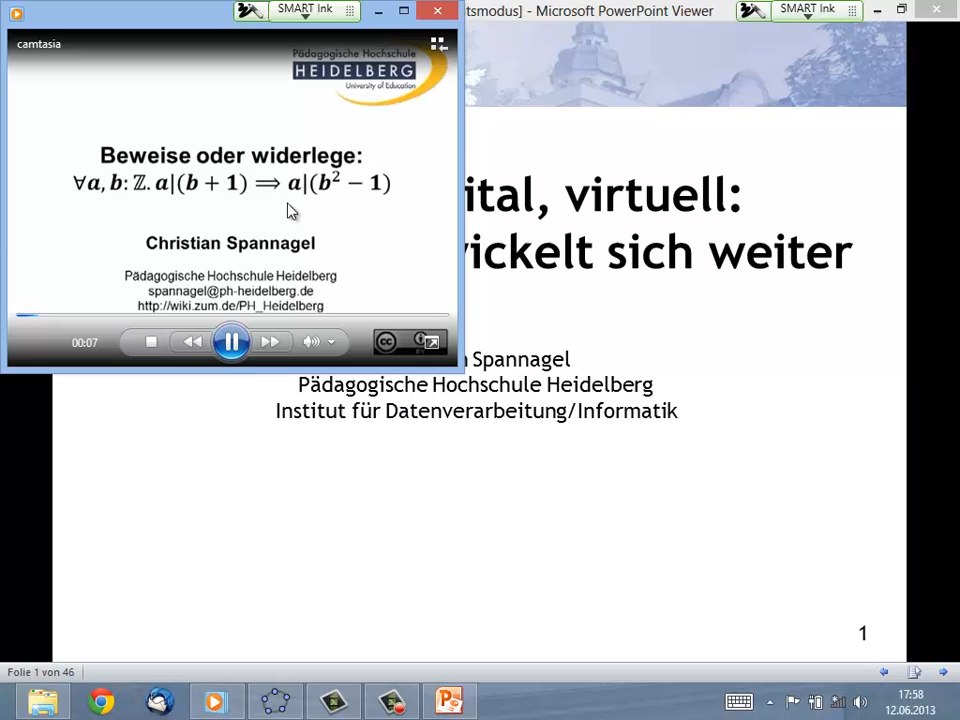 SMART Ink
tsmodus] - Microsoft PowerPoint Viewer
SMART Ink
camtasia
Pädagogische Hochschule
HEIDELBERG
University of Education
Beweise oder widerlege:
∀a, b: ℤ. a|(b + 1) ⟹ a|(b² − 1)
Christian Spannagel
Pädagogische Hochschule Heidelberg
spannagel@ph-heidelberg.de
http://wiki.zum.de/PH_Heidelberg
00:07
cc
ital, virtuell:
wickelt sich weiter
Spannagel
Pädagogische Hochschule Heidelberg
Institut für Datenverarbeitung/Informatik
1
Folie 1 von 46
17:58
12.06.2013